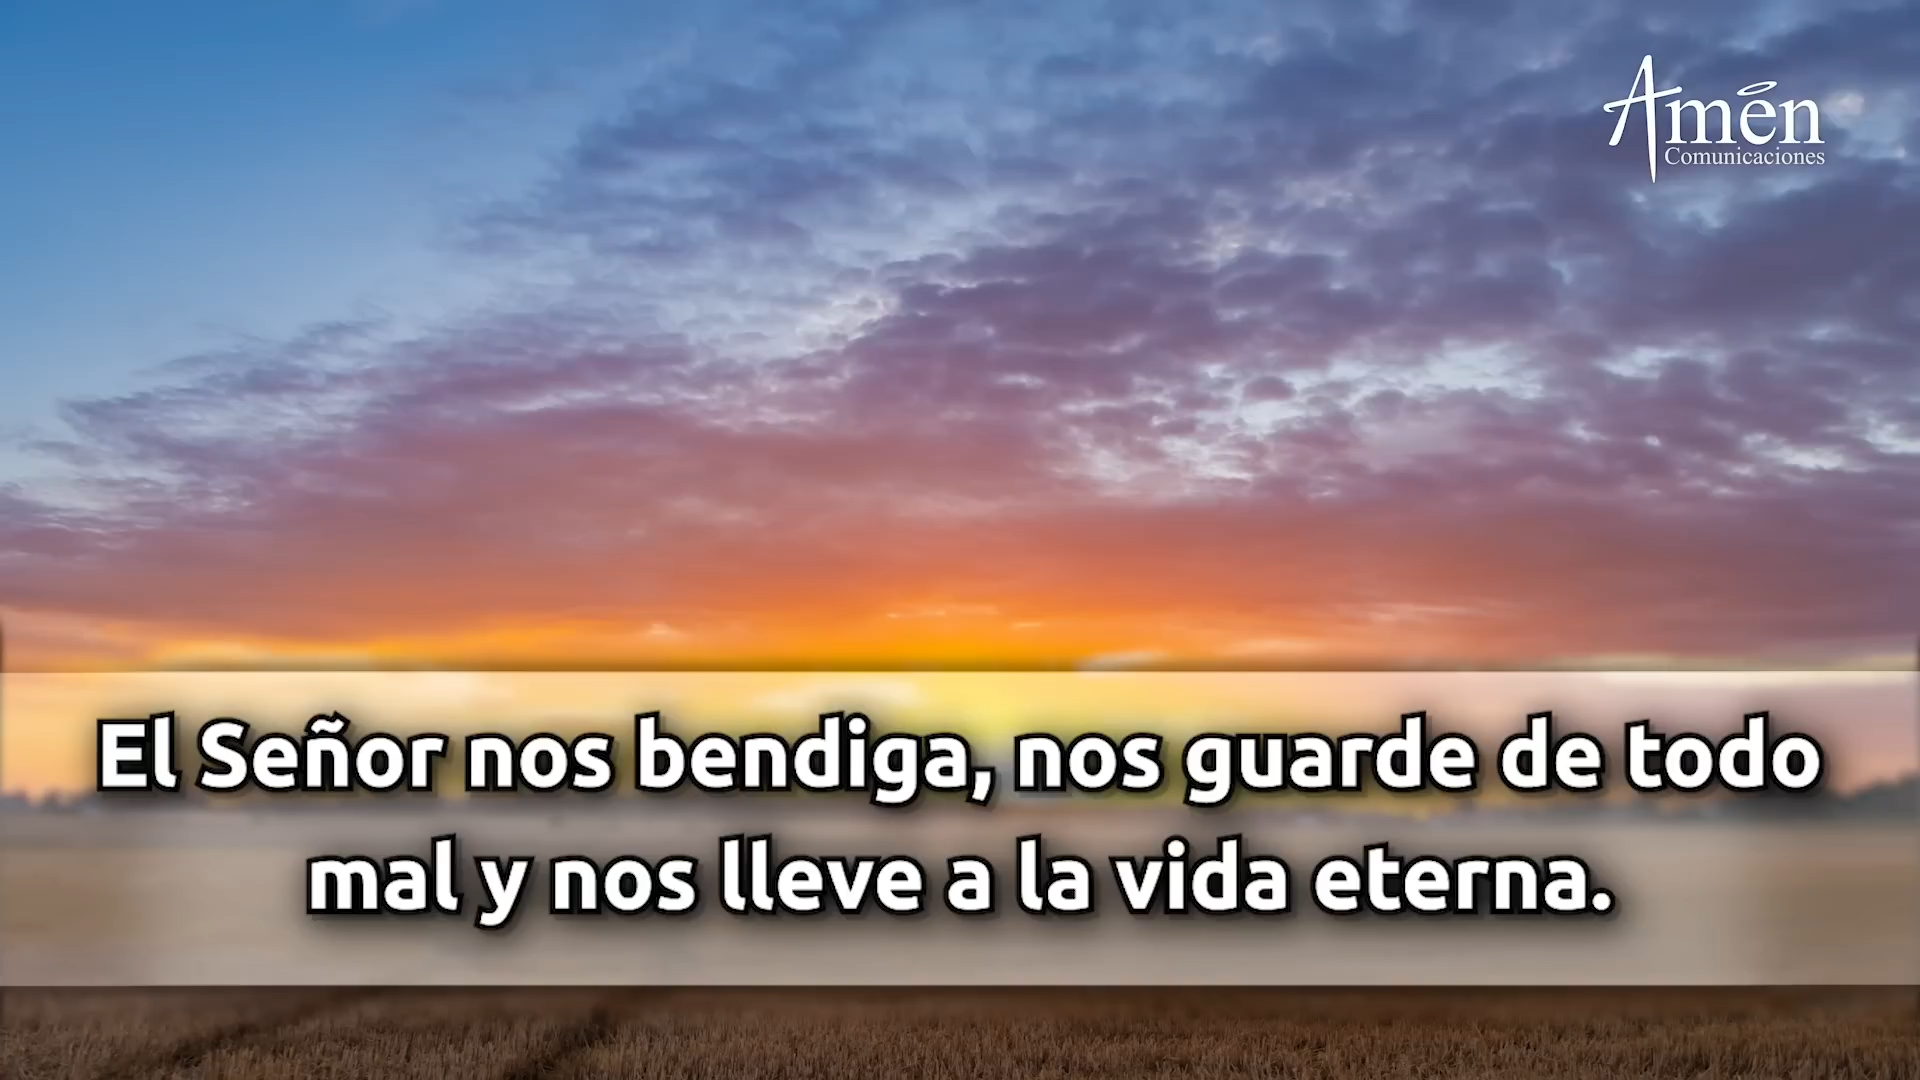 Amén
Comunicaciones
El Señor nos bendiga, nos guarde de todo
mal y nos lleve a la vida eterna.